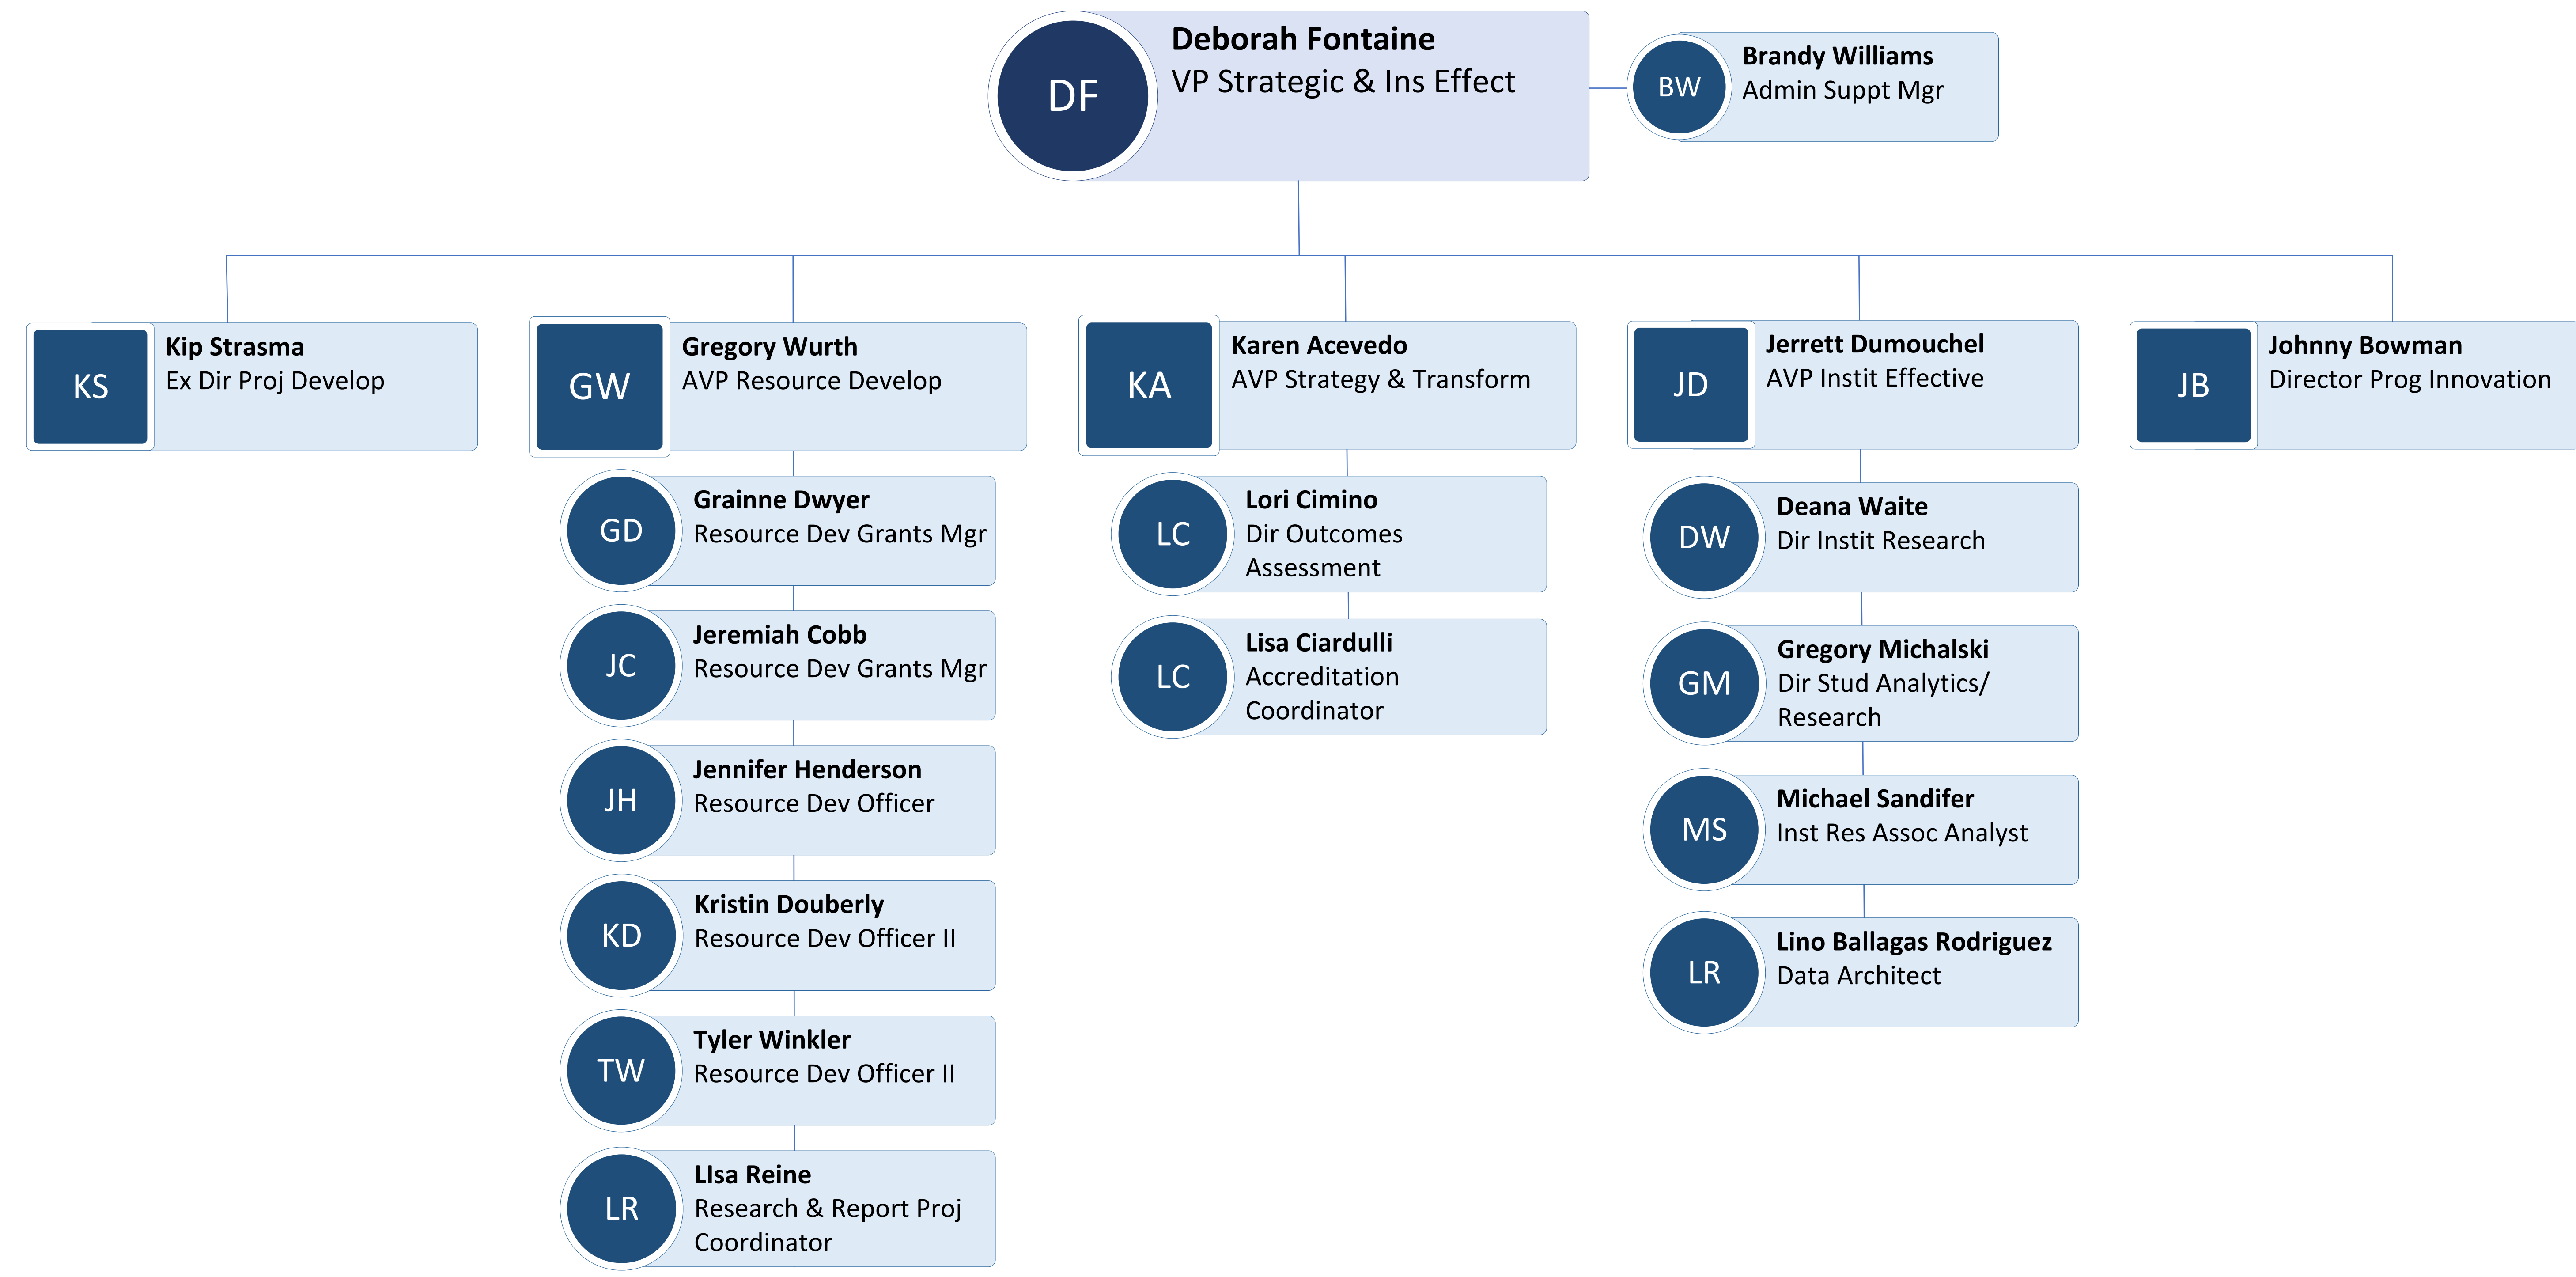 DF
Deborah Fontaine
VP Strategic & Ins Effect
BW
Brandy Williams
Admin Suppt Mgr
KS
Kip Strasma
Ex Dir Proj Develop
GW
Gregory Wurth
AVP Resource Develop
KA
Karen Acevedo
AVP Strategy & Transform
JD
Jerrett Dumouchel
AVP Instit Effective
JB
Johnny Bowman
Director Prog Innovation
GD
Grainne Dwyer
Resource Dev Grants Mgr
JC
Jeremiah Cobb
Resource Dev Grants Mgr
JH
Jennifer Henderson
Resource Dev Officer
KD
Kristin Douberly
Resource Dev Officer II
TW
Tyler Winkler
Resource Dev Officer II
LR
LIsa Reine
Research & Report Proj
Coordinator
LC
Lori Cimino
Dir Outcomes
Assessment
LC
Lisa Ciardulli
Accreditation
Coordinator
DW
Deana Waite
Dir Instit Research
GM
Gregory Michalski
Dir Stud Analytics/
Research
MS
Michael Sandifer
Inst Res Assoc Analyst
LR
Lino Ballagas Rodriguez
Data Architect